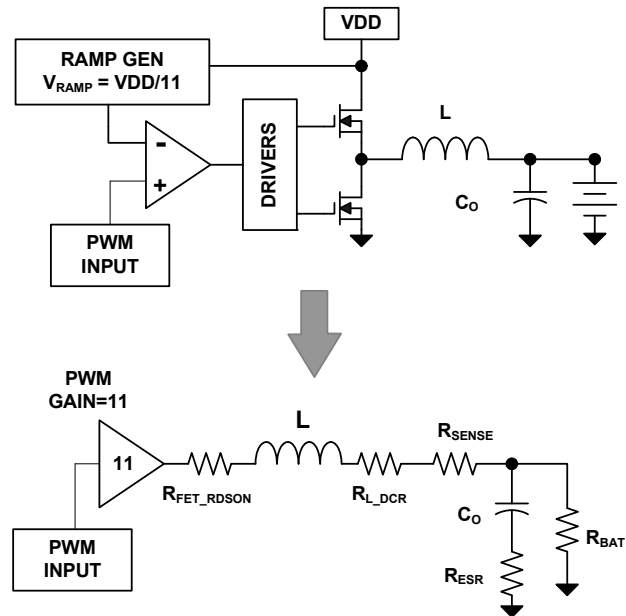 VDD
RAMP GEN
VRAMP = VDD/11
-
+
DRIVERS
L
CO
PWM
INPUT
PWM
GAIN=11
11
RFET_RDSON
L
RL_DCR
RSENSE
CO
RESR
RBAT
PWM
INPUT